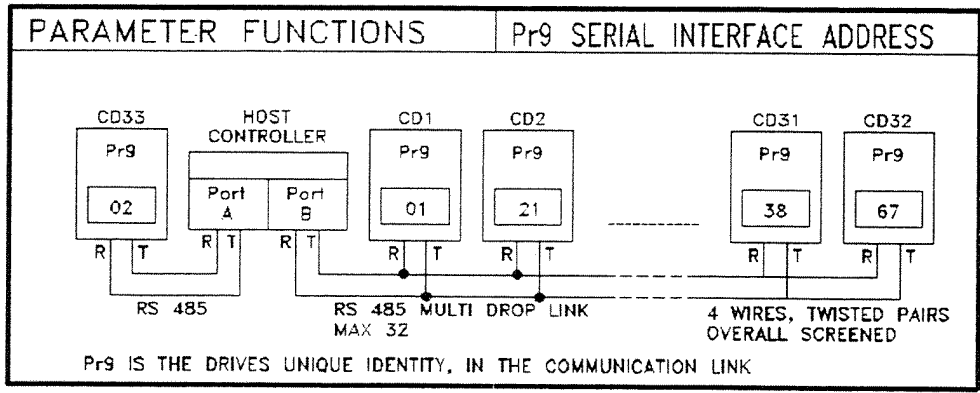 PARAMETER FUNCTIONS
Pr9 SERIAL INTERFACE ADDRESS
CD33
HOST
CONTROLLER
CD1
CD2
CD31
CD32
Pr9
Pr9
Pr9
Pr9
Pr9
Port
A
Port
B
02
01
21
38
67
R T
R T
R T
R T
R T
R T
R T
RS 485
RS 485 MULTI DROP LINK
MAX 32
4 WIRES, TWISTED PAIRS
OVERALL SCREENED
Pr9 IS THE DRIVES UNIQUE IDENTITY, IN THE COMMUNICATION LINK